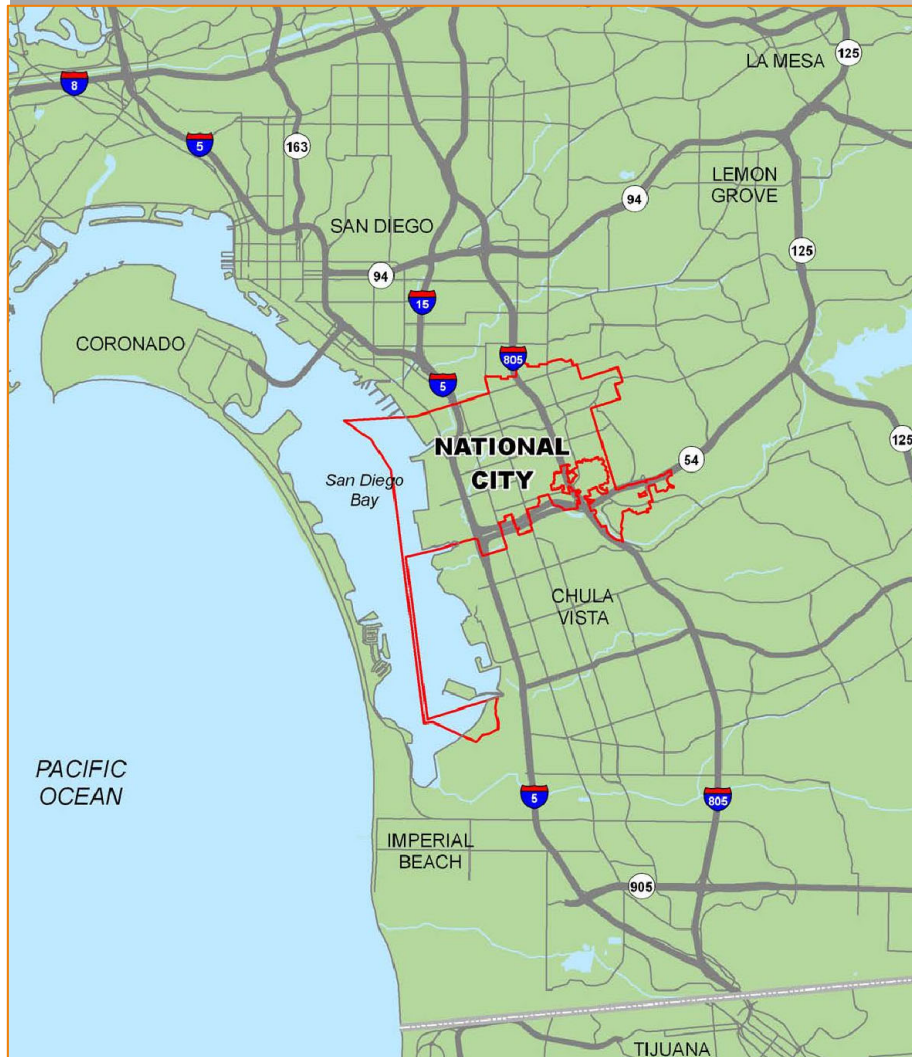 125
LA MESA
8
5
163
LEMON
GROVE
94
SAN DIEGO
125
94
15
CORONADO
805
5
NATIONAL
CITY
125
54
San Diego
Bay
CHULA
VISTA
PACIFIC
OCEAN
5
805
IMPERIAL
BEACH
905
TIJUANA